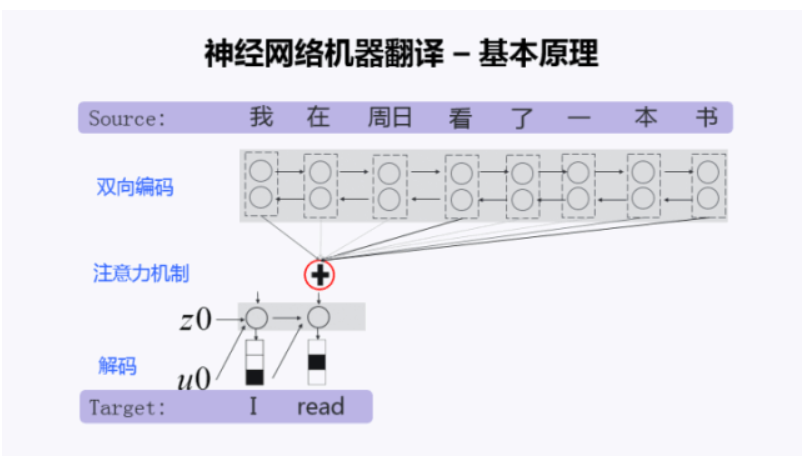 神经网络机器翻译 – 基本原理
Source: 我 在 周日 看 了 一 本 书
双向编码
注意力机制
z0
解码
u0
Target: I read